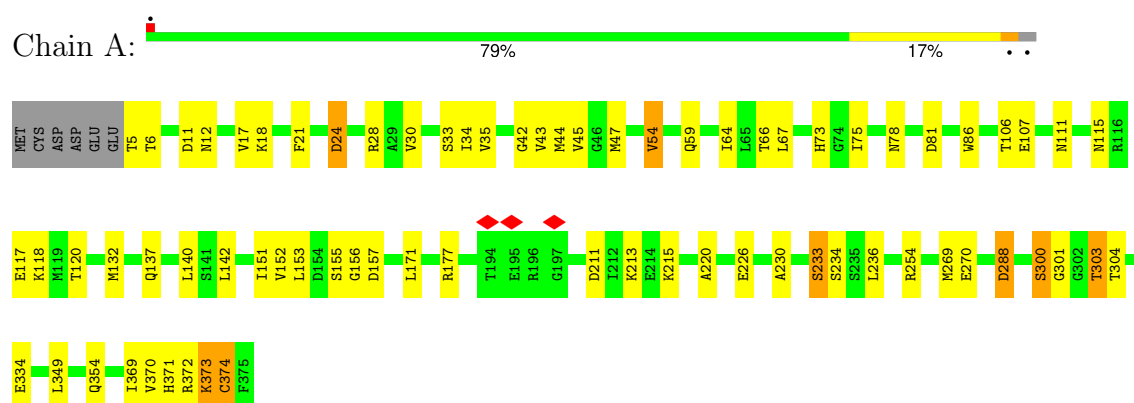 Chain A:
79% 17%
MET CYS ASP ASP GLU GLU T5 T6 D11 N12 V17 K18 F21 D24 R28 A29 V30 S33 I34 V35 G42 V43 M44 V45 G46 M47 V54 Q59 I64 L65 T66 L67 H73 G74 I75 N78 D81 W86 T106 E107 N111 N115 R116
E117 K118 M119 T120 M132 Q137 L140 S141 L142 I151 V152 L153 D154 S155 G156 D157 L171 R177 T194 E195 R196 G197 D211 I212 K213 E214 K215 A220 E226 A230 S233 S234 S235 L236 R254 M269 E270 D288 S300 G301 G302 T303 T304
E334 L349 Q354 I369 V370 H371 R372 K373 C374 F375